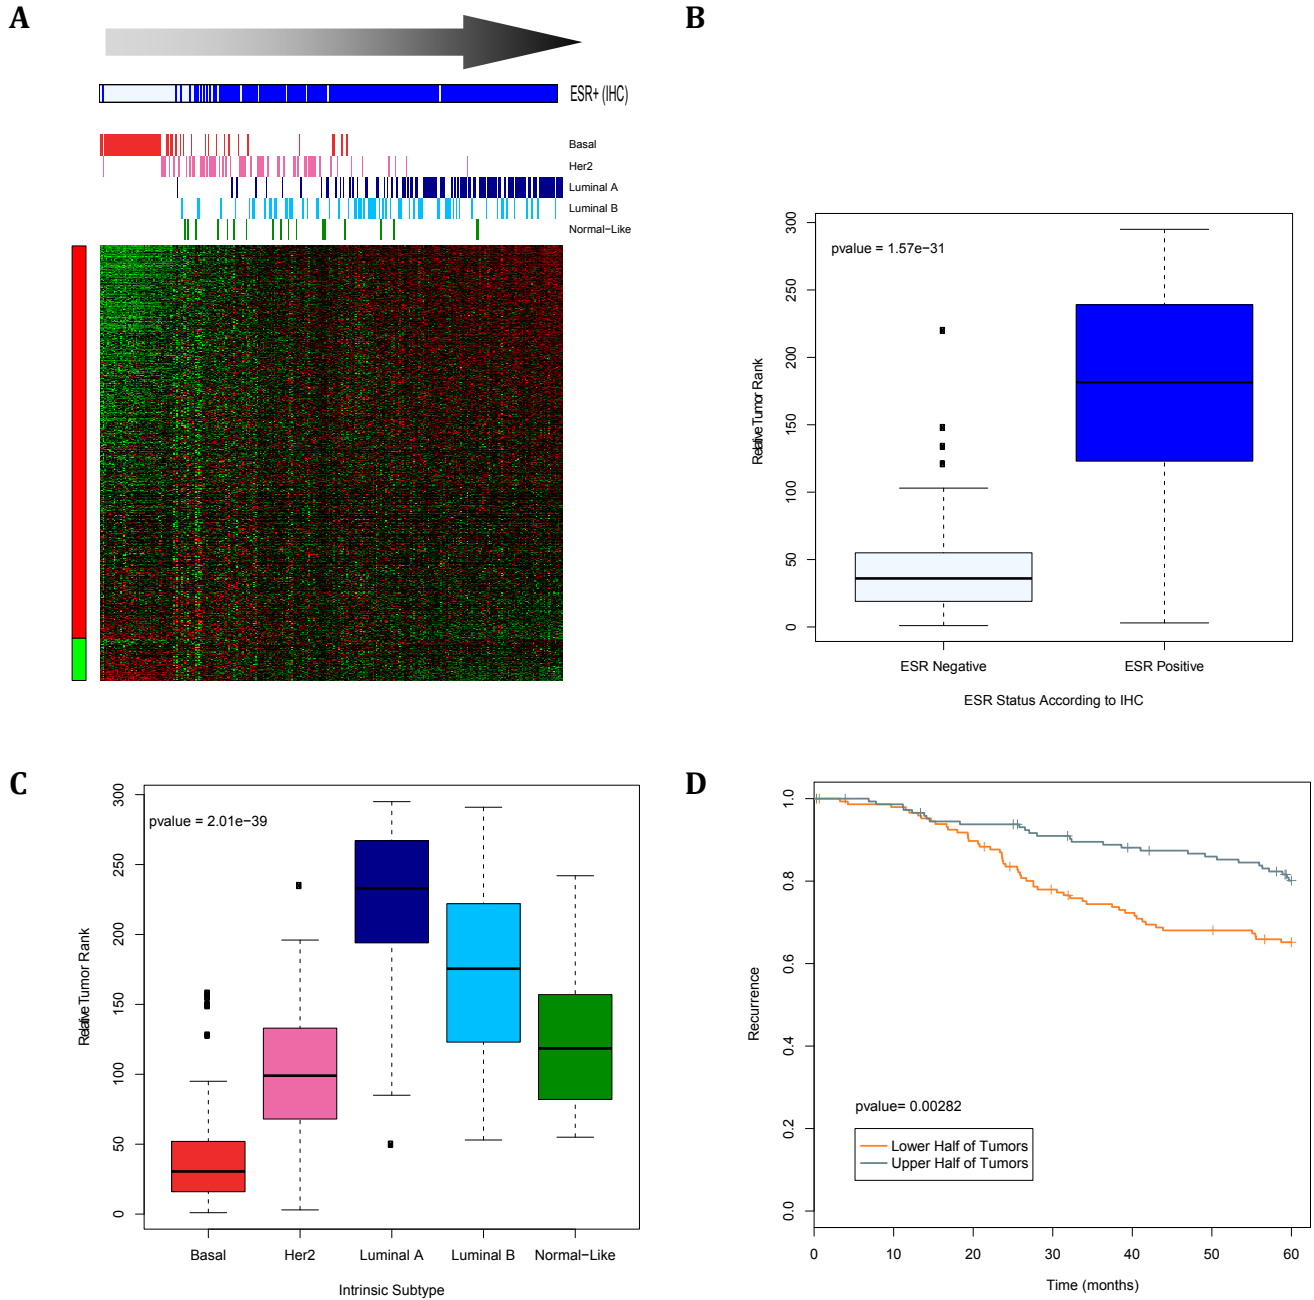 A
ESR+ (IHC)
Basal
Her2
Luminal A
Luminal B
Normal−Like
B
pvalue = 1.57e−31
Relative Tumor Rank
0
50
100
150
200
250
300
ESR Negative
ESR Positive
ESR Status According to IHC
C
pvalue = 2.01e−39
Relative Tumor Rank
0
50
100
150
200
250
300
Basal
Her2
Luminal A
Luminal B
Normal−Like
Intrinsic Subtype
D
Recurrence
0.0
0.2
0.4
0.6
0.8
1.0
pvalue= 0.00282
Lower Half of Tumors
Upper Half of Tumors
0
10
20
30
40
50
60
Time (months)